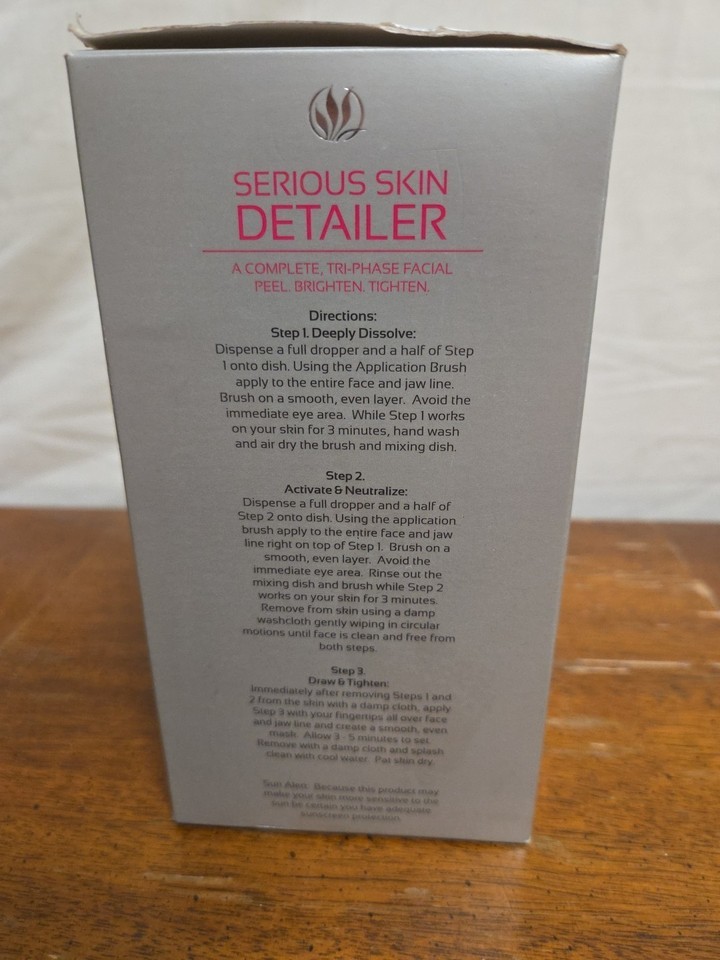 SERIOUS SKIN
DETAILER
A COMPLETE, TRI-PHASE FACIAL
PEEL. BRIGHTEN. TIGHTEN.
Directions:
Step 1. Deeply Dissolve:
Dispense a full dropper and a half of Step
1 onto dish. Using the Application Brush
apply to the entire face and jaw line.
Brush on a smooth, even layer. Avoid the
immediate eye area. While Step 1 works
on your skin for 3 minutes, hand wash
and air dry the brush and mixing dish.
Step 2.
Activate & Neutralize:
Dispense a full dropper and a half of
Step 2 onto dish. Using the application
brush apply to the entire face and jaw
line right on top of Step 1. Brush on a
smooth, even layer. Avoid the
immediate eye area. Rinse out the
mixing dish and brush while Step 2
works on your skin for 3 minutes.
Remove from skin using a damp
washcloth gently wiping in circular
motions until face is clean and free from
both steps.
Step 3.
Draw & Tighten:
Immediately after removing Steps 1 and
2 from the skin with a damp cloth, apply
Step 3 with your fingertips all over face
and jaw line and create a smooth, even
mask. Allow 3 - 5 minutes to set.
Remove with a damp cloth and splash
clean with cool water. Pat skin dry.
Sun Alert: Because this product may
make your skin more sensitive to the
sun be certain you have adequate
sunscreen protection.